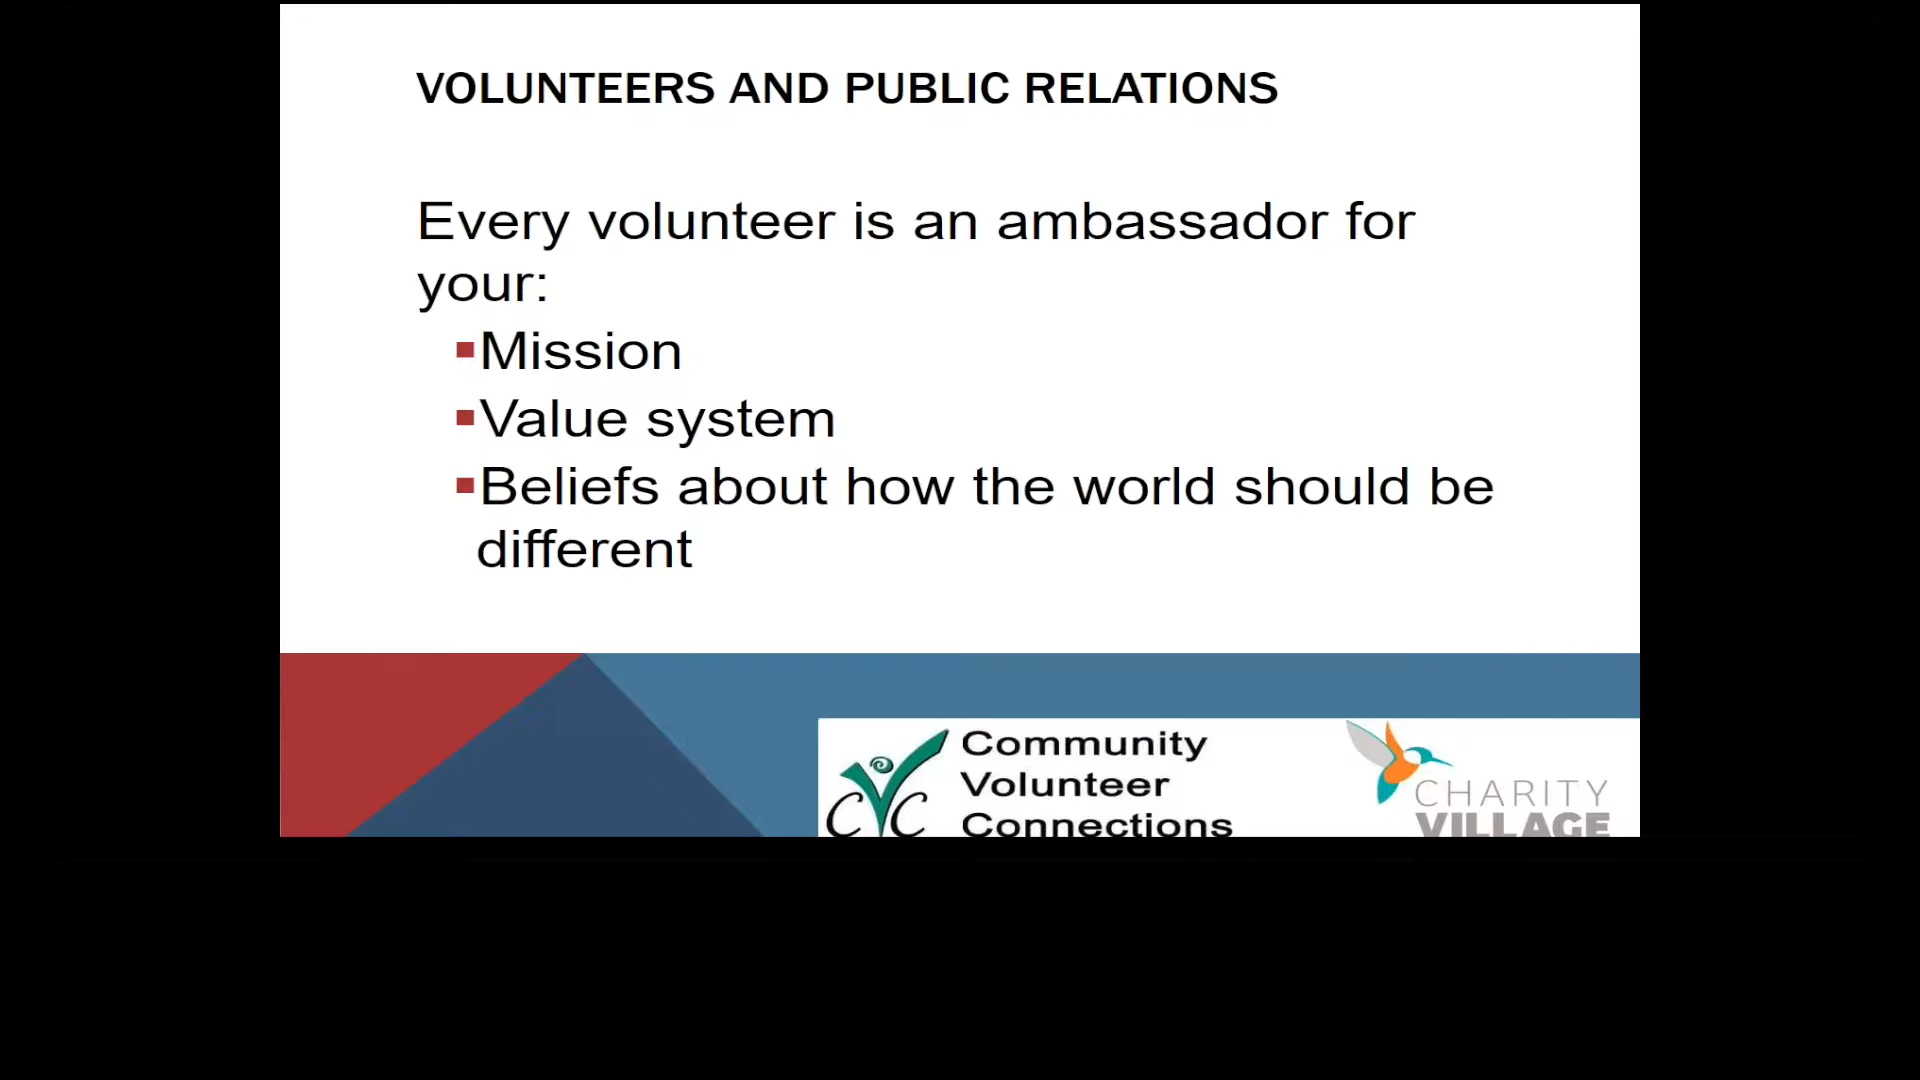 VOLUNTEERS AND PUBLIC RELATIONS
Every volunteer is an ambassador for
your:
▪Mission
▪Value system
▪Beliefs about how the world should be
different
CVC
Community
Volunteer
Connections
CHARITY
VILLAGE